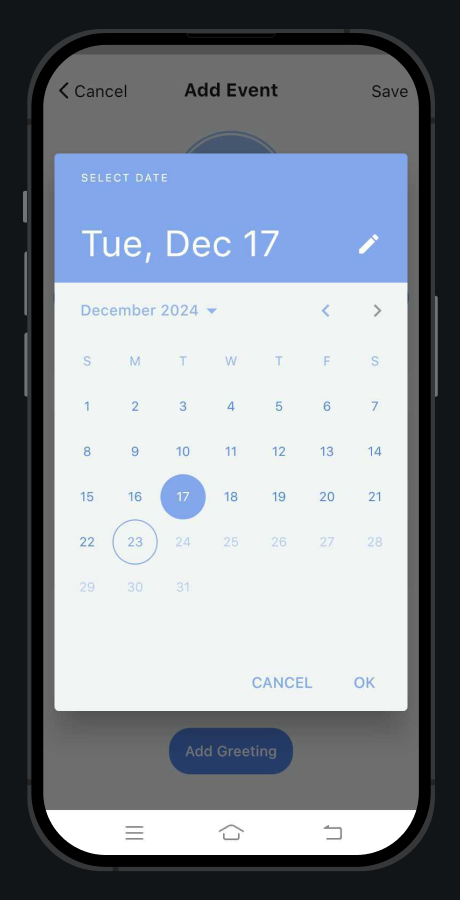 Cancel Add Event Save
SELECT DATE
Tue, Dec 17
December 2024
S M T W T F S
1 2 3 4 5 6 7
8 9 10 11 12 13 14
15 16 17 18 19 20 21
22 23 24 25 26 27 28
29 30 31
CANCEL OK
Add Greeting